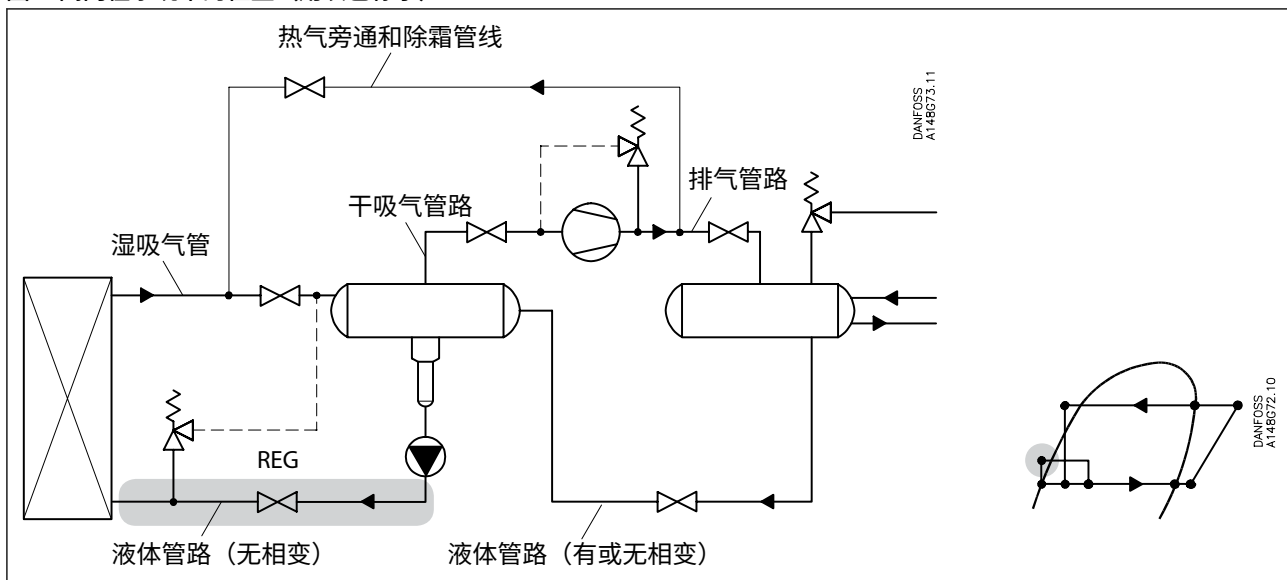 热气旁通和除霜管线
DANFOSS
A148G73.11
排气管路
干吸气管路
湿吸气管
REG
液体管路（无相变）
液体管路（有或无相变）
DANFOSS
A148G72.10